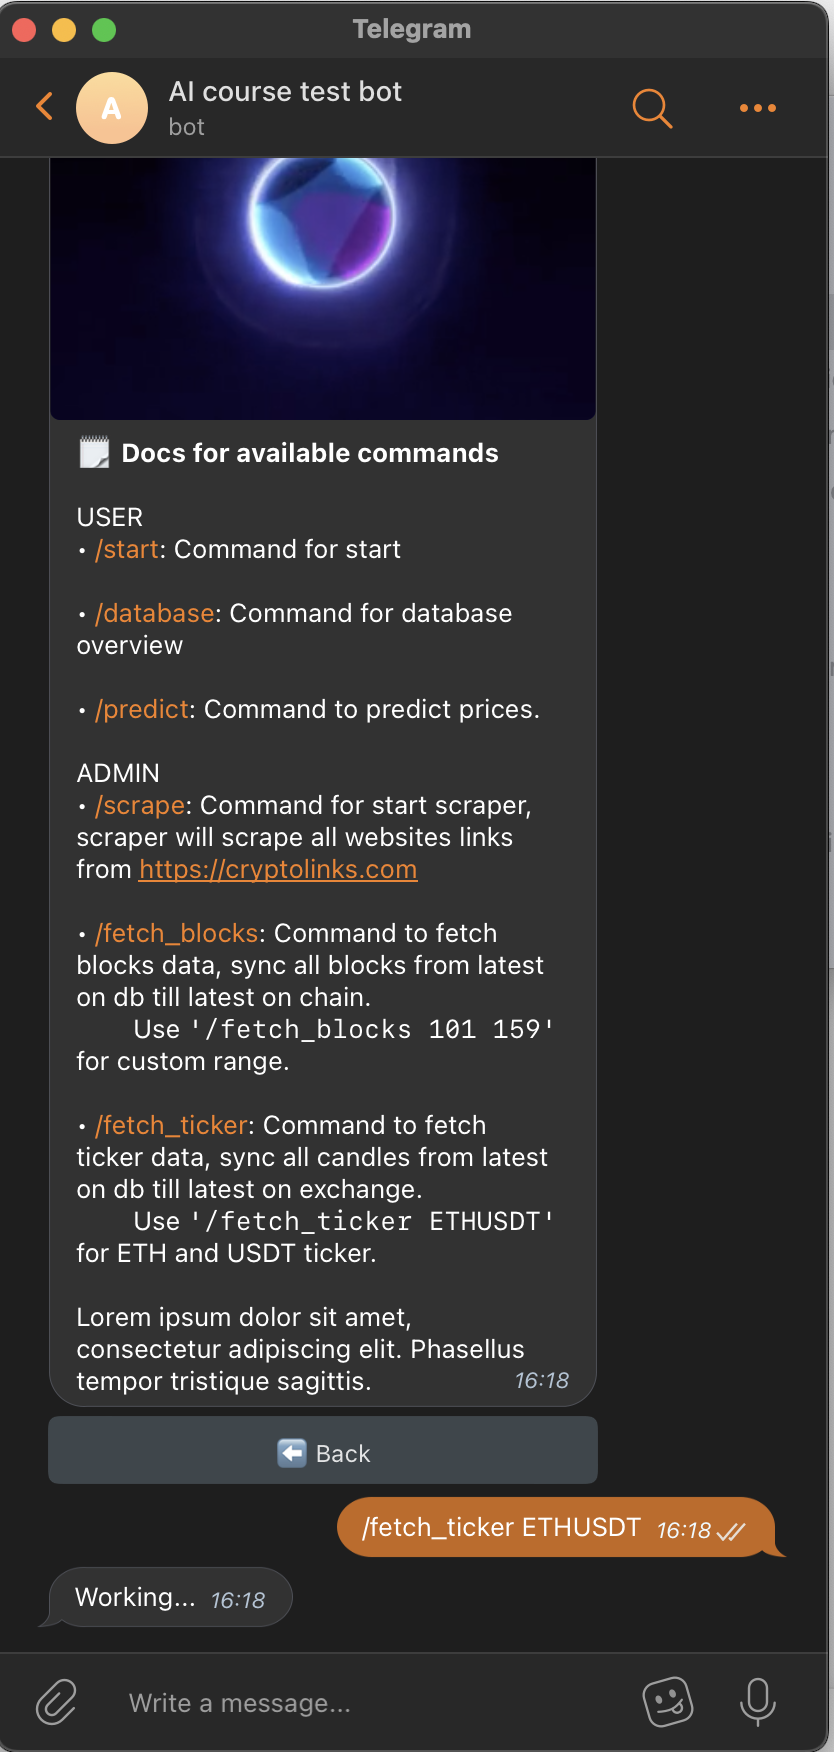 Telegram
A
AI course test bot
bot
🗒 Docs for available commands
USER
• /start: Command for start
• /database: Command for database
overview
• /predict: Command to predict prices.
ADMIN
• /scrape: Command for start scraper,
scraper will scrape all websites links
from https://cryptolinks.com
• /fetch_blocks: Command to fetch
blocks data, sync all blocks from latest
on db till latest on chain.
Use '/fetch_blocks 101 159'
for custom range.
• /fetch_ticker: Command to fetch
ticker data, sync all candles from latest
on db till latest on exchange.
Use '/fetch_ticker ETHUSDT'
for ETH and USDT ticker.
Lorem ipsum dolor sit amet,
consectetur adipiscing elit. Phasellus
tempor tristique sagittis. 16:18
⬅️ Back
/fetch_ticker ETHUSDT 16:18
Working... 16:18
Write a message...